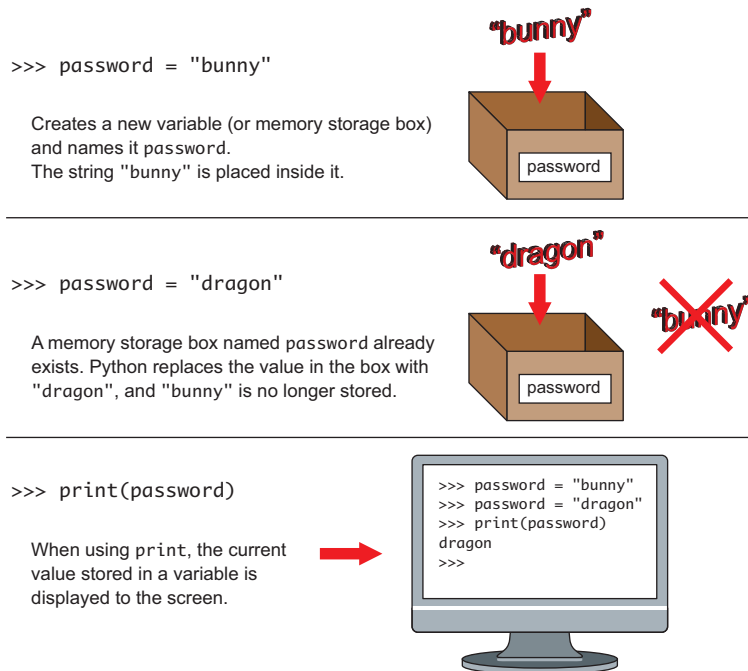 “bunny”
>>> password = "bunny"
Creates a new variable (or memory storage box)
and names it password.
The string "bunny" is placed inside it.
password
“dragon”
>>> password = "dragon"
“bunny”
A memory storage box named password already
exists. Python replaces the value in the box with
"dragon", and "bunny" is no longer stored.
password
>>> print(password)
When using print, the current
value stored in a variable is
displayed to the screen.
>>> password = "bunny"
>>> password = "dragon"
>>> print(password)
dragon
>>>